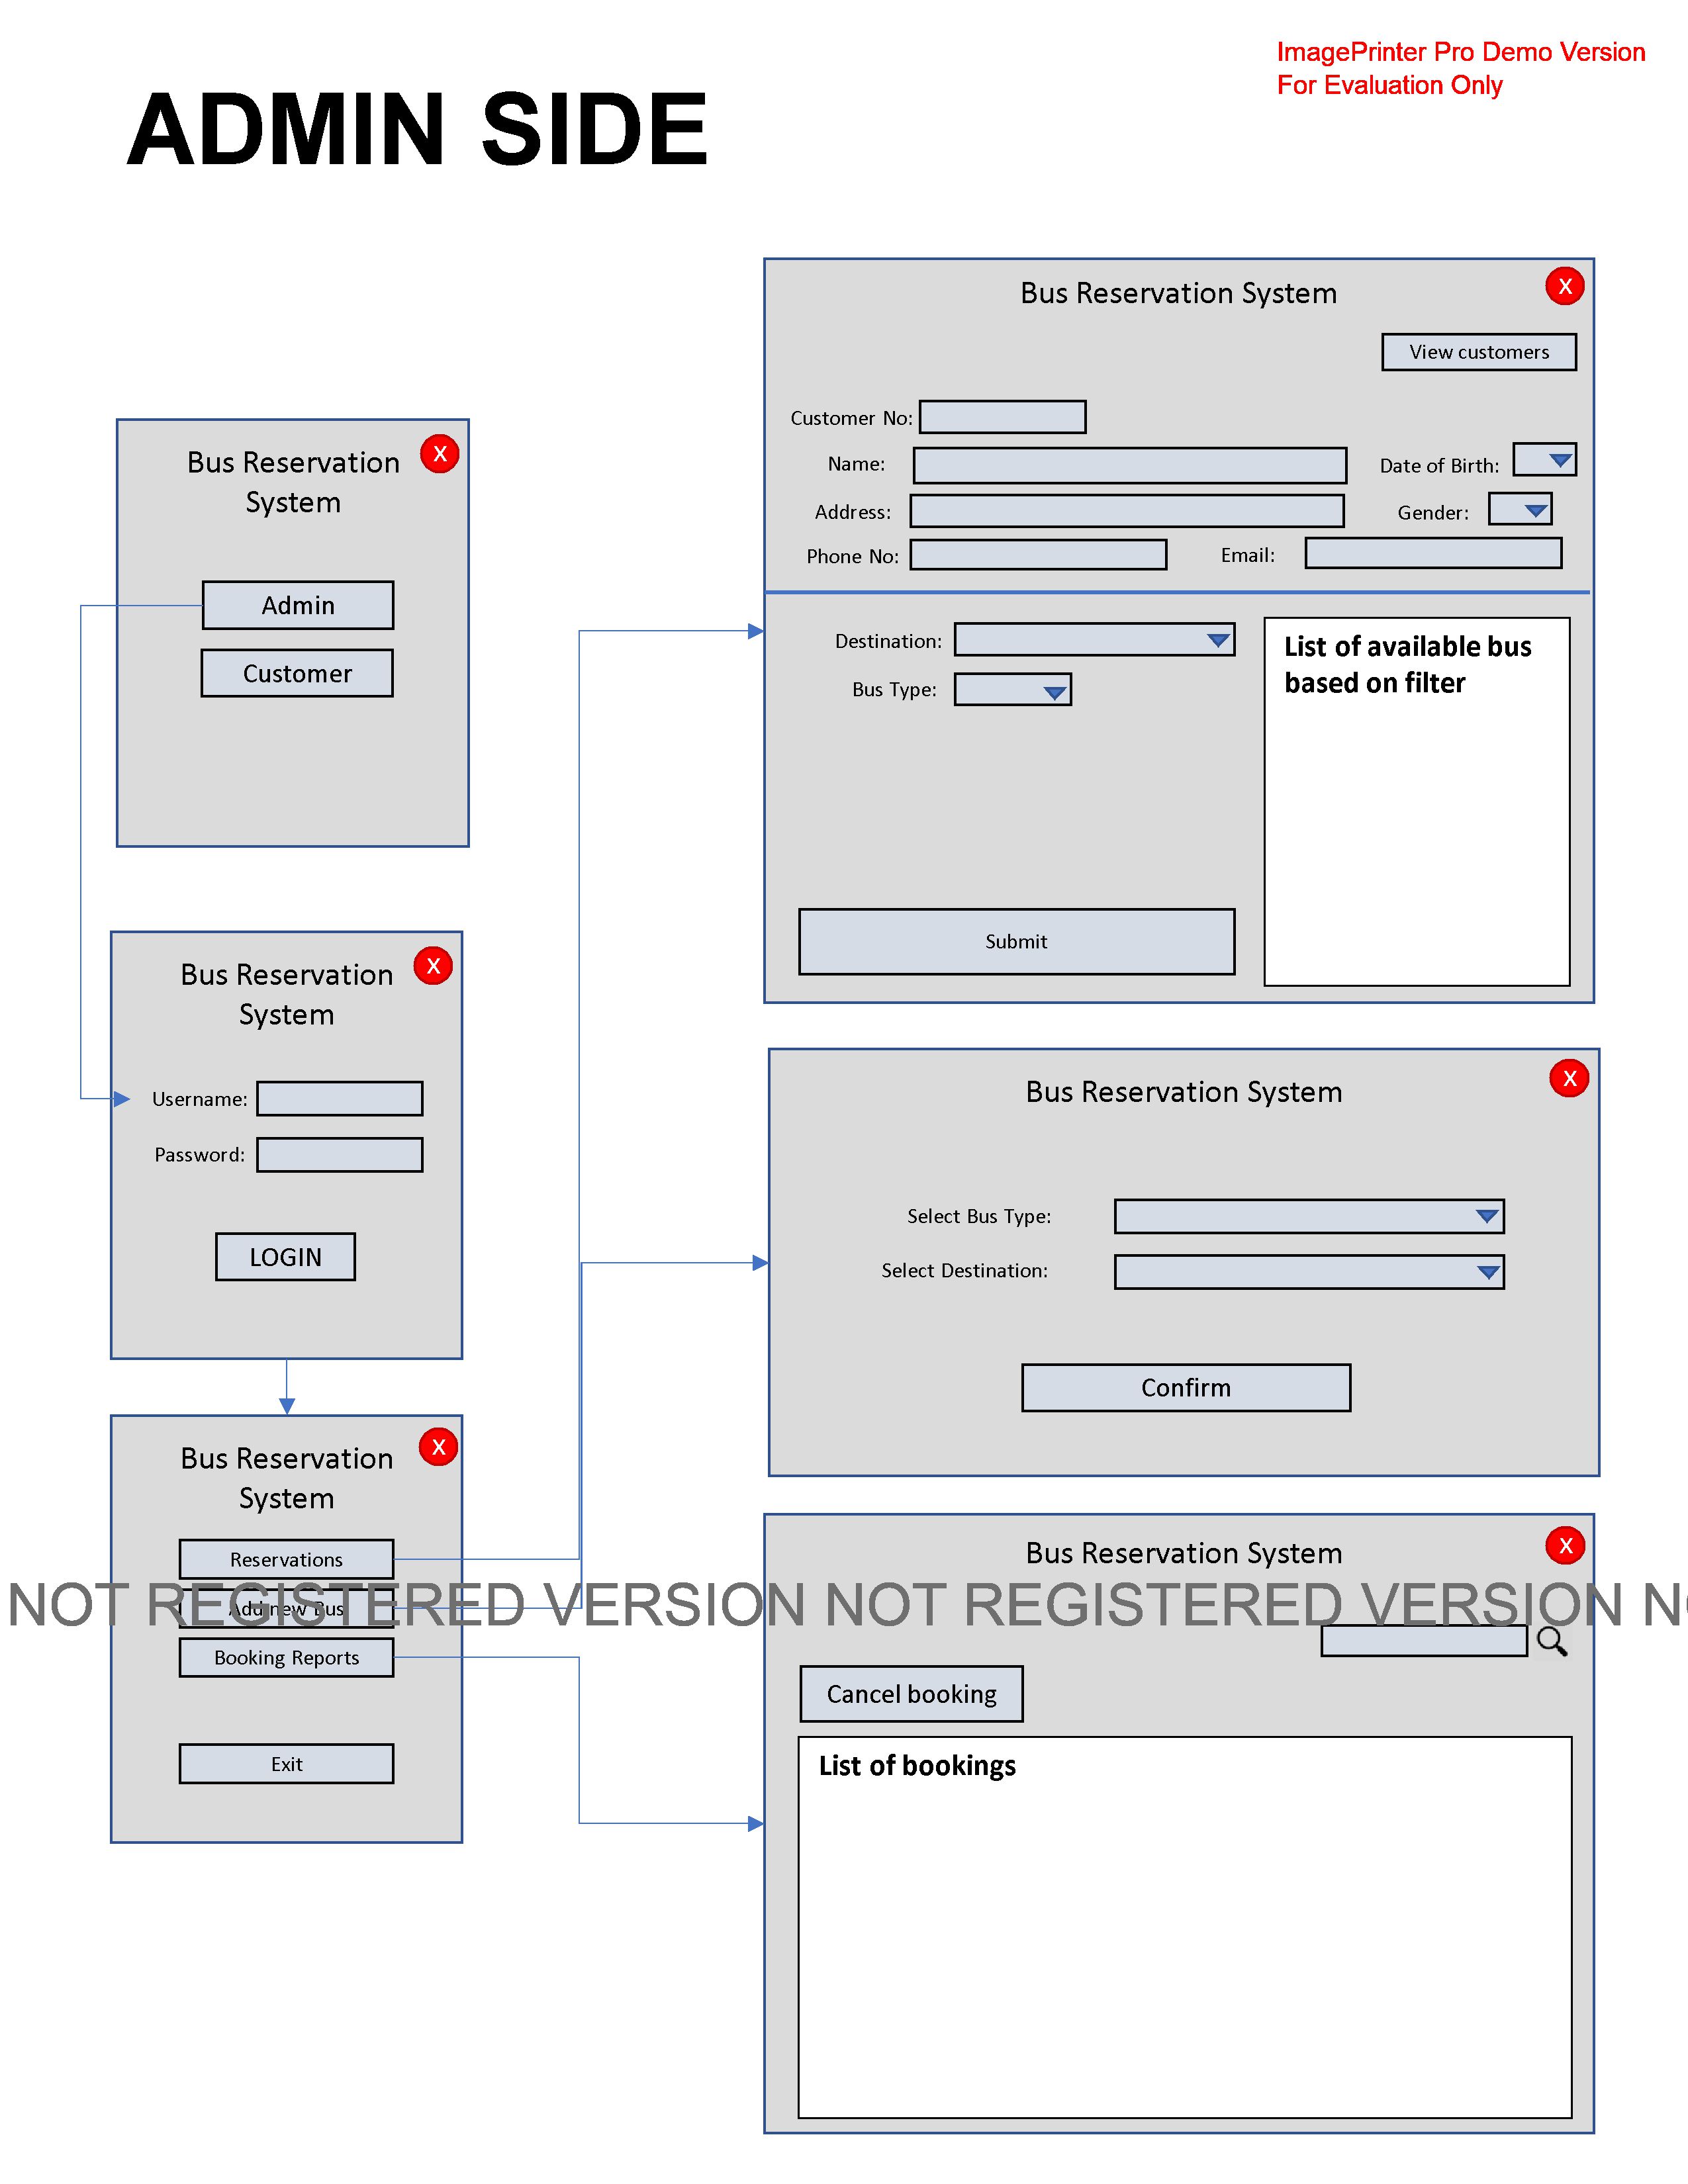 ImagePrinter Pro Demo Version
For Evaluation Only
ADMIN SIDE
Bus Reservation
System
X
Admin
Customer
Bus Reservation
System
X
Username:
Password:
LOGIN
Bus Reservation
System
X
Reservations
Add new Bus
Booking Reports
Exit
Bus Reservation System
X
View customers
Customer No:
Name:
Date of Birth:
Address:
Gender:
Phone No:
Email:
Destination:
Bus Type:
List of available bus
based on filter
Submit
Bus Reservation System
X
Select Bus Type:
Select Destination:
Confirm
Bus Reservation System
X
NOT REGISTERED VERSION NOT REGISTERED VERSION NO
Cancel booking
List of bookings